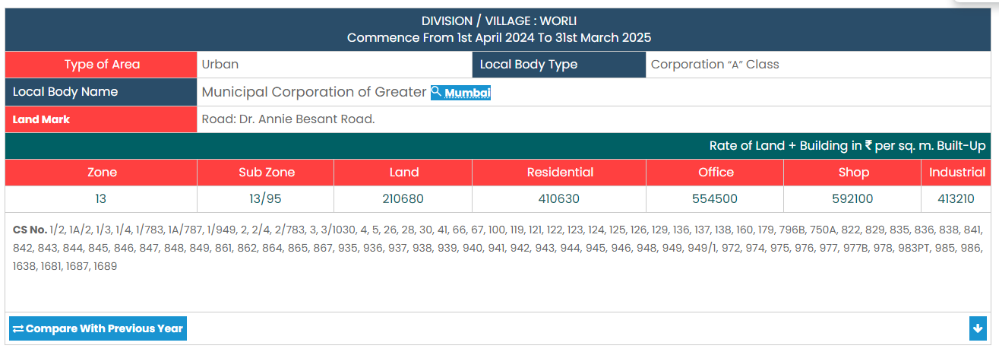 DIVISION / VILLAGE : WORLI
Commence From 1st April 2024 To 31st March 2025
Type of Area Urban Local Body Type Corporation “A” Class
Local Body Name Municipal Corporation of Greater Mumbai
Land Mark Road: Dr. Annie Besant Road.
Rate of Land + Building in ₹ per sq. m. Built-Up
Zone Sub Zone Land Residential Office Shop Industrial
13 13/95 210680 410630 554500 592100 413210
CS No. 1/2, 1A/2, 1/3, 1/4, 1/783, 1A/787, 1/949, 2, 2/4, 2/783, 3, 3/1030, 4, 5, 26, 28, 30, 41, 66, 67, 100, 119, 121, 122, 123, 124, 125, 126, 129, 136, 137, 138, 160, 179, 796B, 750A, 822, 829, 835, 836, 838, 841,
842, 843, 844, 845, 846, 847, 848, 849, 861, 862, 864, 865, 867, 935, 936, 937, 938, 939, 940, 941, 942, 943, 944, 945, 946, 948, 949, 949/1, 972, 974, 975, 976, 977, 977B, 978, 983PT, 985, 986,
1638, 1681, 1687, 1689
Compare With Previous Year